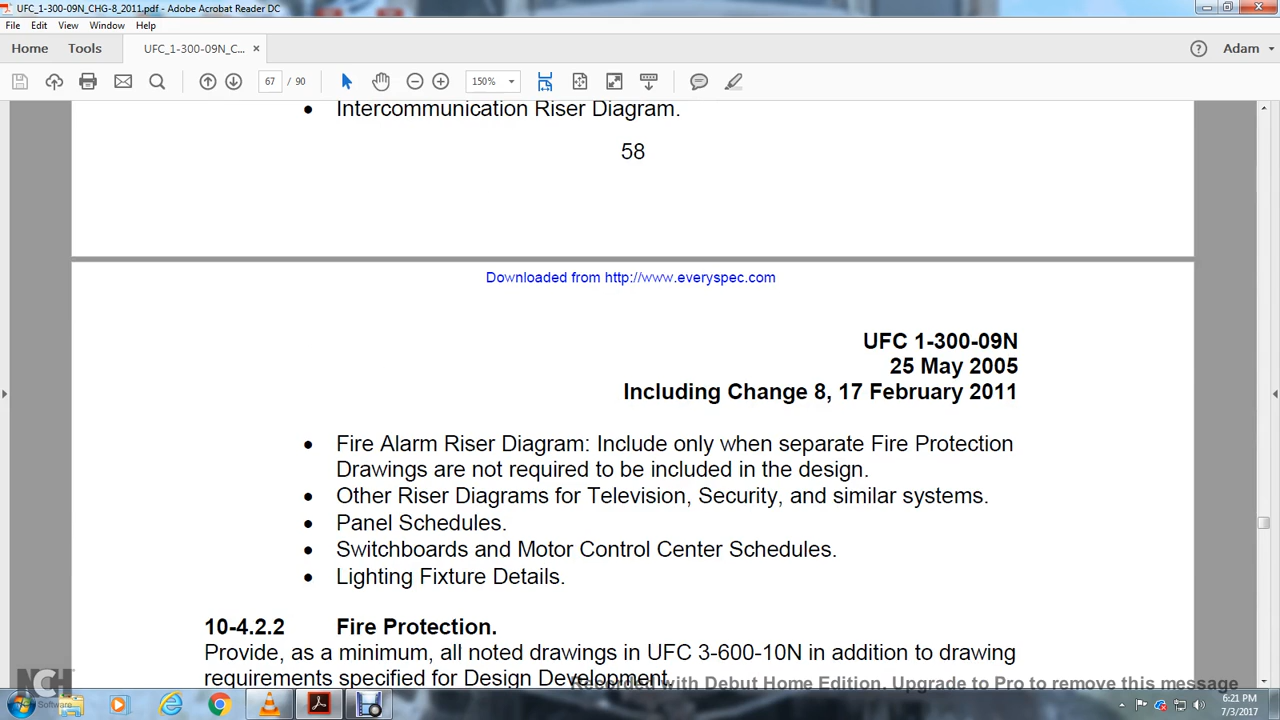 UFC_1-300-09N_CHG-8_2011.pdf - Adobe Acrobat Reader DC
File Edit View Window Help
Home Tools UFC_1-300-09N_C... × Adam
67 / 90 150%
• Intercommunication Riser Diagram.
58
Downloaded from http://www.everyspec.com
UFC 1-300-09N
25 May 2005
Including Change 8, 17 February 2011
• Fire Alarm Riser Diagram: Include only when separate Fire Protection
Drawings are not required to be included in the design.
• Other Riser Diagrams for Television, Security, and similar systems.
• Panel Schedules.
• Switchboards and Motor Control Center Schedules.
• Lighting Fixture Details.
10-4.2.2 Fire Protection.
Provide, as a minimum, all noted drawings in UFC 3-600-10N in addition to drawing
requirements specified for Design Development.
Recorded with Debut Home Edition. Upgrade to Pro to remove this message
NCH Software
6:21 PM
7/3/2017